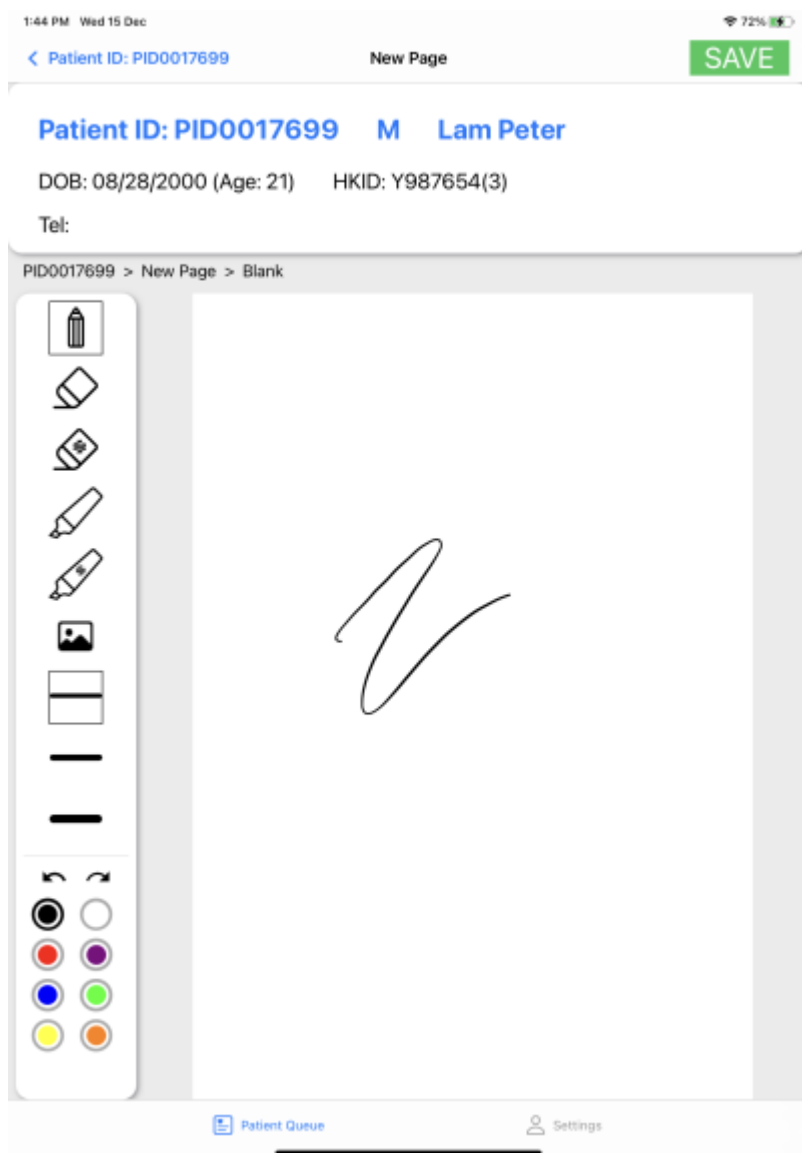 1:44 PM Wed 15 Dec 72%
Patient ID: PID0017699 New Page SAVE
Patient ID: PID0017699 M Lam Peter
DOB: 08/28/2000 (Age: 21) HKID: Y987654(3)
Tel:
PID0017699 > New Page > Blank
Patient Queue Settings